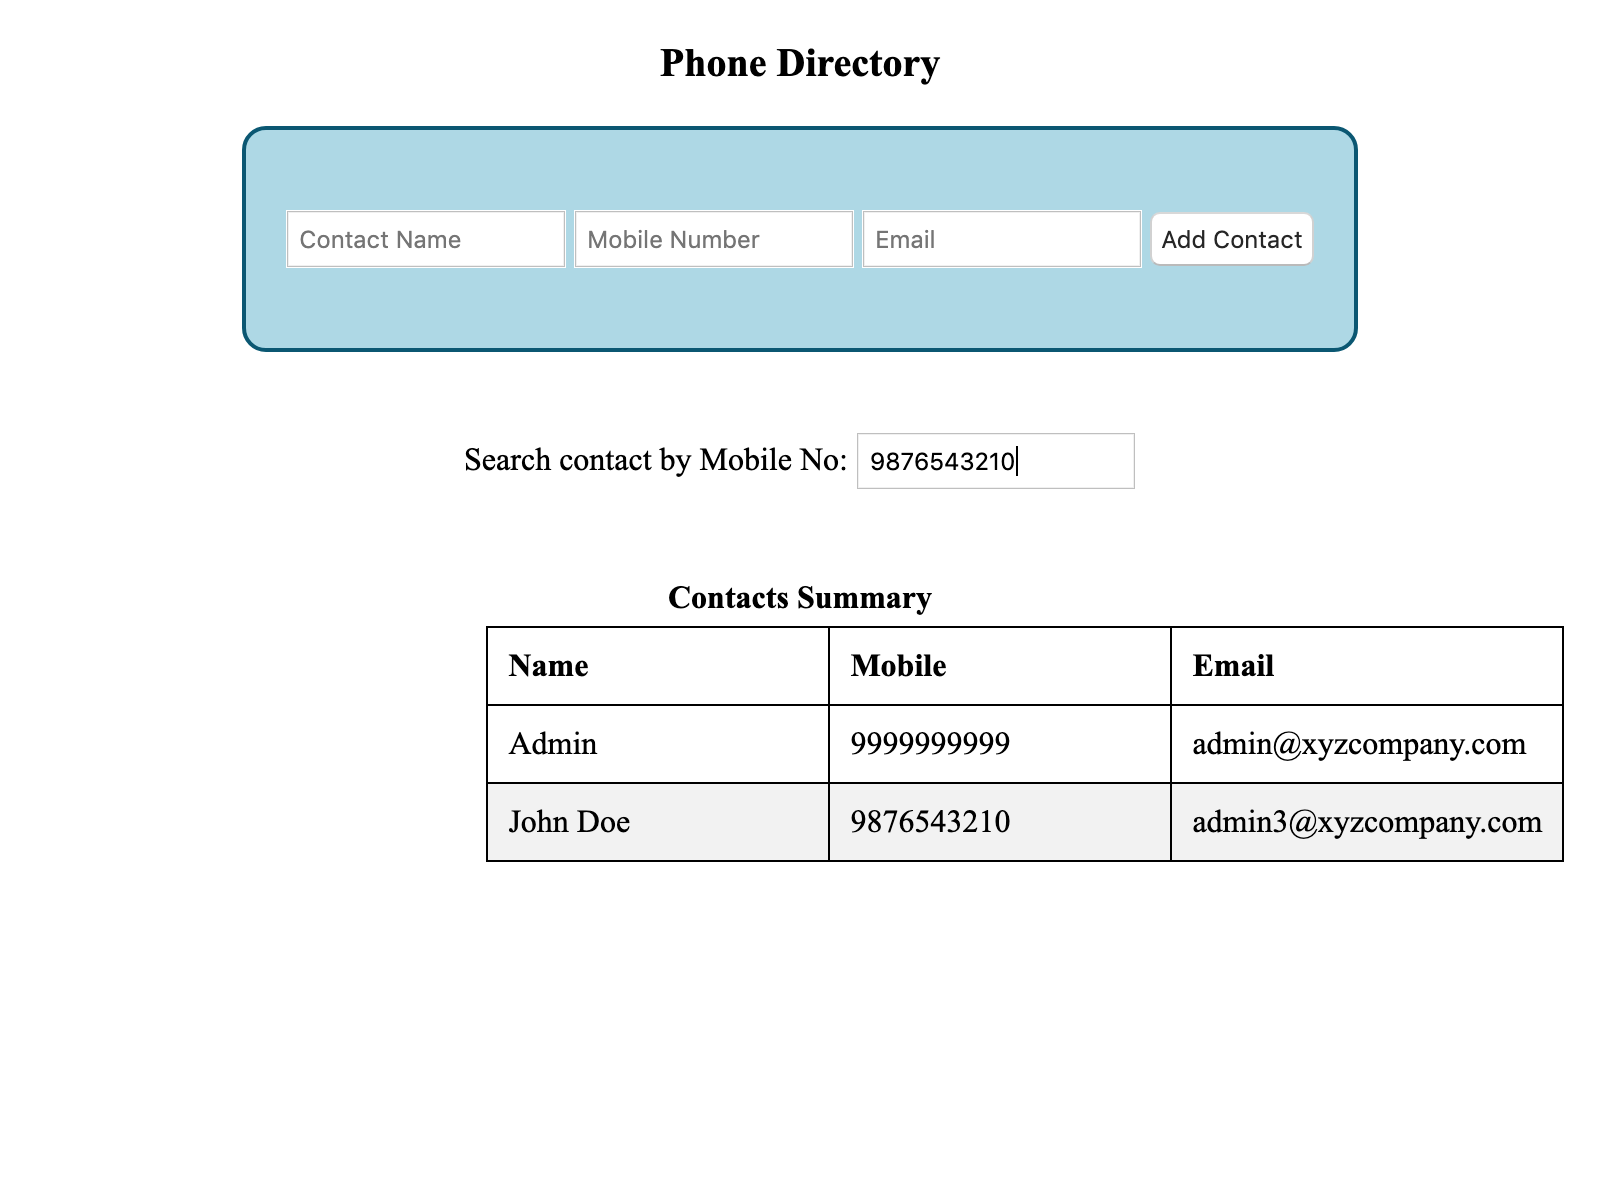 Phone Directory
Contact Name Mobile Number Email Add Contact
Search contact by Mobile No: 9876543210
Contacts Summary
Name Mobile Email
Admin 9999999999 admin@xyzcompany.com
John Doe 9876543210 admin3@xyzcompany.com